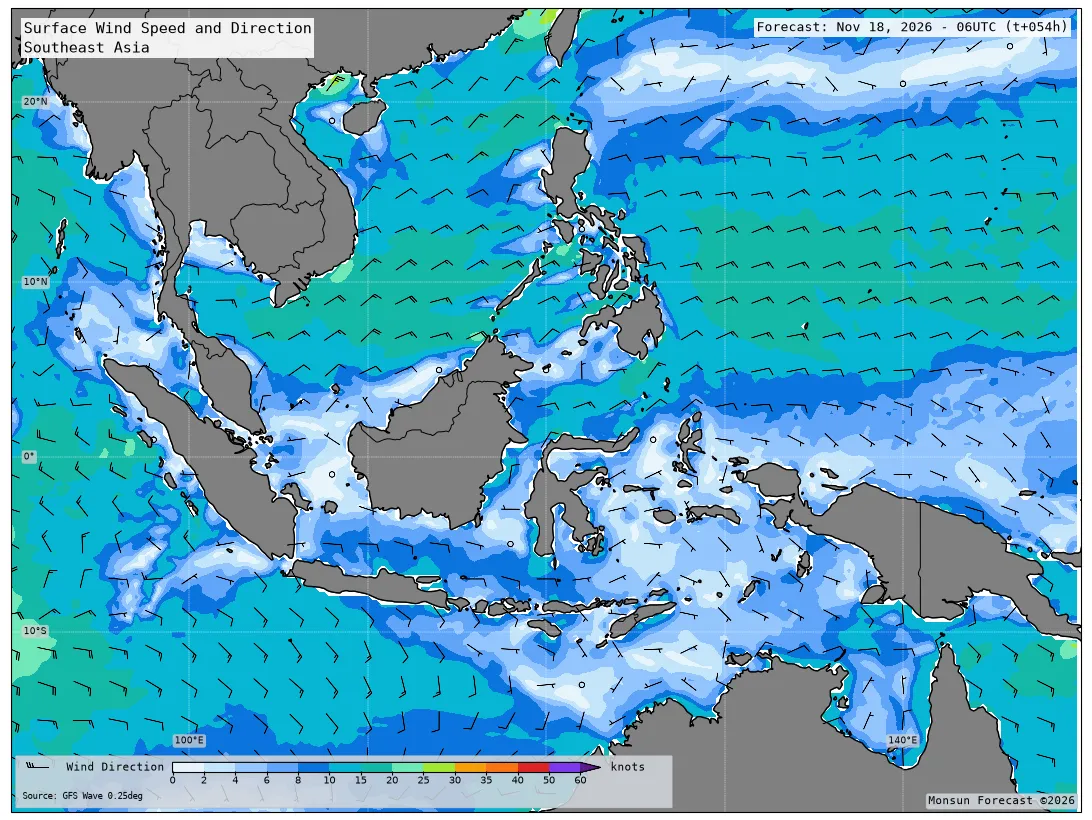 Surface Wind Speed and Direction
Southeast Asia
Forecast: Nov 18, 2026 - 06UTC (t+054h)
20°N
10°N
0°
10°S
100°E
140°E
Wind Direction
0 2 4 6 8 10 15 20 25 30 35 40 50 60
knots
Source: GFS Wave 0.25deg
Monsun Forecast ©2026